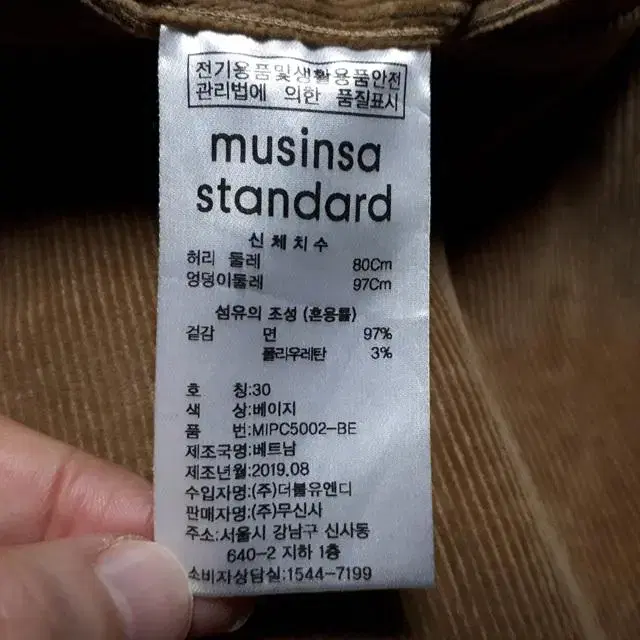 전기용품및생활용품안전
관리법에 의한 품질표시
musinsa
standard
신체치수
허리 둘레 80Cm
엉덩이둘레 97Cm
섬유의 조성 (혼용률)
겉감 면 97%
폴리우레탄 3%
호 칭:30
색 상:베이지
품 번:MIPC5002-BE
제조국명:베트남
제조년월:2019.08
수입자명:(주)더블유앤디
판매자명:(주)무신사
주소:서울시 강남구 신사동
640-2 지하 1층
소비자상담실:1544-7199